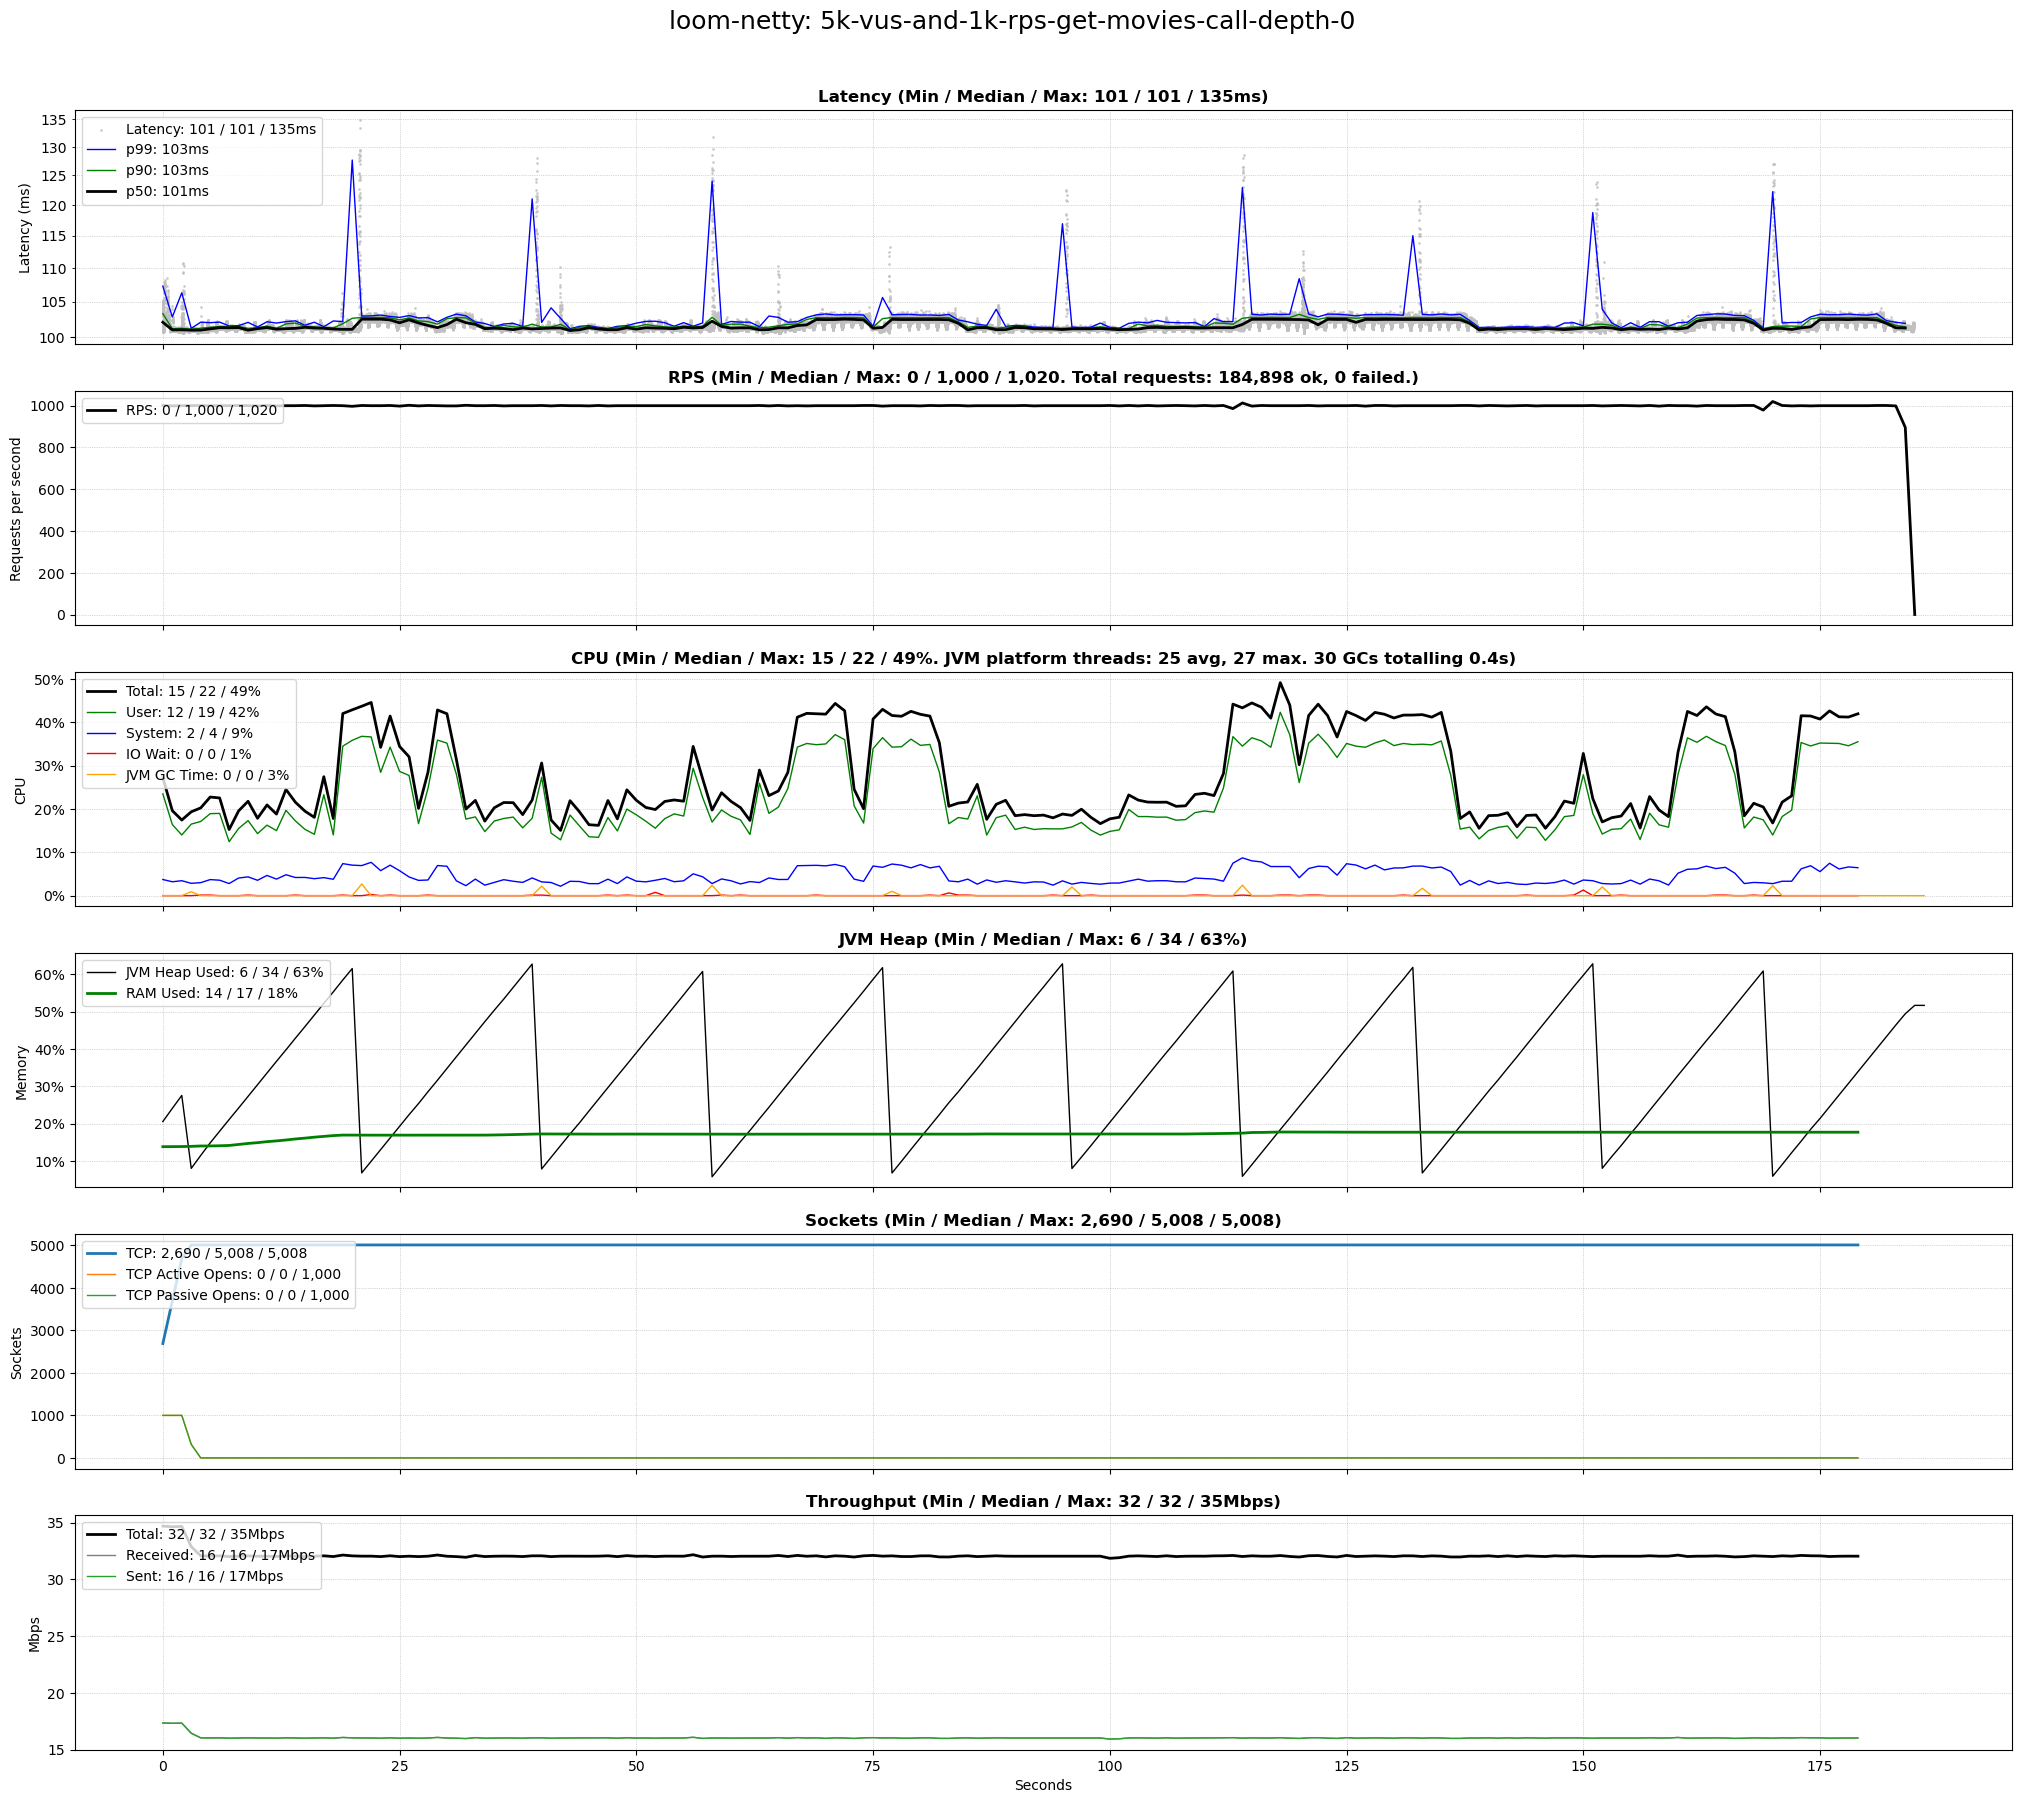 loom-netty: 5k-vus-and-1k-rps-get-movies-call-depth-0
Latency (Min / Median / Max: 101 / 101 / 135ms)
Latency (ms)
135
130
125
120
115
110
105
100
Latency: 101 / 101 / 135ms
p99: 103ms
p90: 103ms
p50: 101ms
RPS (Min / Median / Max: 0 / 1,000 / 1,020. Total requests: 184,898 ok, 0 failed.)
Requests per second
1000
800
600
400
200
0
RPS: 0 / 1,000 / 1,020
CPU (Min / Median / Max: 15 / 22 / 49%. JVM platform threads: 25 avg, 27 max. 30 GCs totalling 0.4s)
CPU
50%
40%
30%
20%
10%
0%
Total: 15 / 22 / 49%
User: 12 / 19 / 42%
System: 2 / 4 / 9%
IO Wait: 0 / 0 / 1%
JVM GC Time: 0 / 0 / 3%
JVM Heap (Min / Median / Max: 6 / 34 / 63%)
Memory
60%
50%
40%
30%
20%
10%
JVM Heap Used: 6 / 34 / 63%
RAM Used: 14 / 17 / 18%
Sockets (Min / Median / Max: 2,690 / 5,008 / 5,008)
Sockets
5000
4000
3000
2000
1000
0
TCP: 2,690 / 5,008 / 5,008
TCP Active Opens: 0 / 0 / 1,000
TCP Passive Opens: 0 / 0 / 1,000
Throughput (Min / Median / Max: 32 / 32 / 35Mbps)
Mbps
35
30
25
20
15
Total: 32 / 32 / 35Mbps
Received: 16 / 16 / 17Mbps
Sent: 16 / 16 / 17Mbps
0 25 50 75 100 125 150 175
Seconds